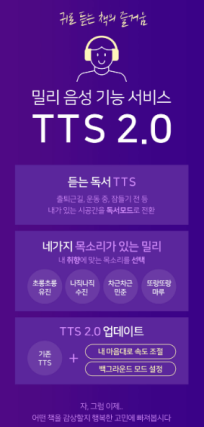 귀로 듣는 책의 즐거움
밀리 음성 기능 서비스
TTS 2.0
듣는 독서 TTS
출퇴근길, 운동 중, 잠들기 전 등
내가 있는 시공간을 독서모드로 전환
네가지 목소리가 있는 밀리
내 취향에 맞는 목소리를 선택
초롱초롱 유진
나직나직 수진
차근차근 민준
또랑또랑 마루
TTS 2.0 업데이트
기존 TTS
+
내 마음대로 속도 조절
백그라운드 모드 설정
자, 그럼 이제..
어떤 책을 감상할지 행복한 고민에 빠져봅시다